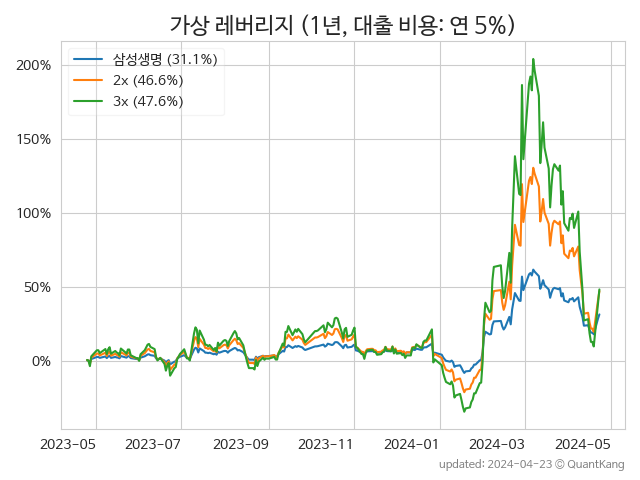 가상 레버리지 (1년, 대출 비용: 연 5%)
삼성생명 (31.1%)
2x (46.6%)
3x (47.6%)
200%
150%
100%
50%
0%
2023-05 2023-07 2023-09 2023-11 2024-01 2024-03 2024-05
updated: 2024-04-23 © QuantKang